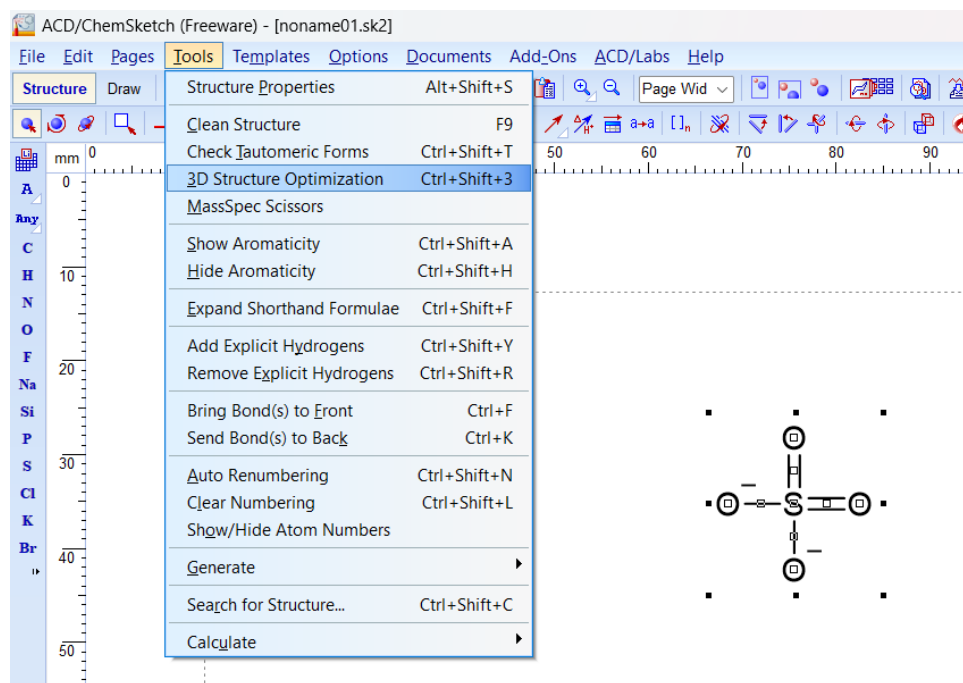 ACD/ChemSketch (Freeware) - [noname01.sk2]
File Edit Pages Tools Templates Options Documents Add-Ons ACD/Labs Help
Structure Draw Page Wid
mm 0 50 60 70 80 90
Structure Properties Alt+Shift+S
Clean Structure F9
Check Tautomeric Forms Ctrl+Shift+T
3D Structure Optimization Ctrl+Shift+3
MassSpec Scissors
Show Aromaticity Ctrl+Shift+A
Hide Aromaticity Ctrl+Shift+H
Expand Shorthand Formulae Ctrl+Shift+F
Add Explicit Hydrogens Ctrl+Shift+Y
Remove Explicit Hydrogens Ctrl+Shift+R
Bring Bond(s) to Front Ctrl+F
Send Bond(s) to Back Ctrl+K
Auto Renumbering Ctrl+Shift+N
Clear Numbering Ctrl+Shift+L
Show/Hide Atom Numbers
Generate
Search for Structure... Ctrl+Shift+C
Calculate
A
Any
C
H
N
O
F
Na
Si
P
S
Cl
K
Br
0
10
20
30
40
50
O
O S O
O